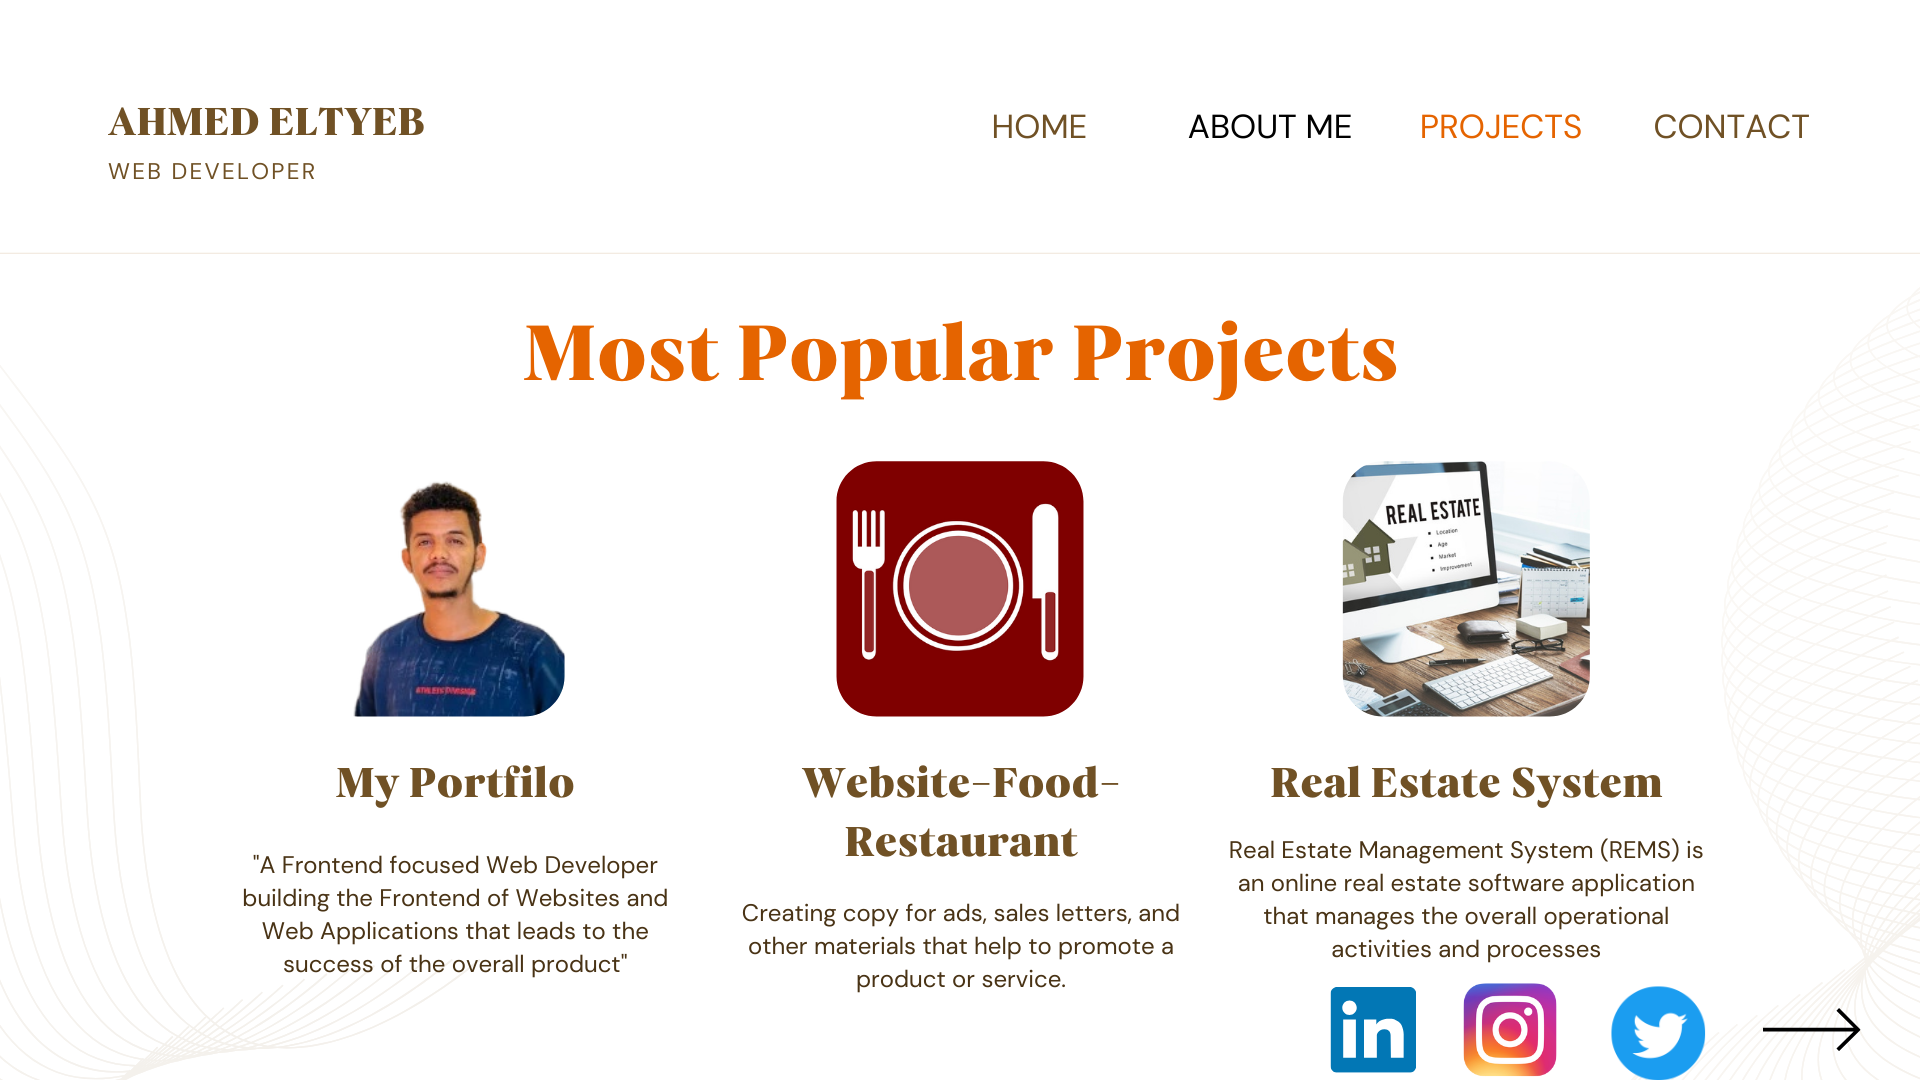 AHMED ELTYEB
WEB DEVELOPER
HOME
ABOUT ME
PROJECTS
CONTACT
Most Popular Projects
REAL ESTATE
Location
Age
Market
Improvement
My Portfilo
"A Frontend focused Web Developer
building the Frontend of Websites and
Web Applications that leads to the
success of the overall product"
Website-Food-
Restaurant
Creating copy for ads, sales letters, and
other materials that help to promote a
product or service.
Real Estate System
Real Estate Management System (REMS) is
an online real estate software application
that manages the overall operational
activities and processes
in